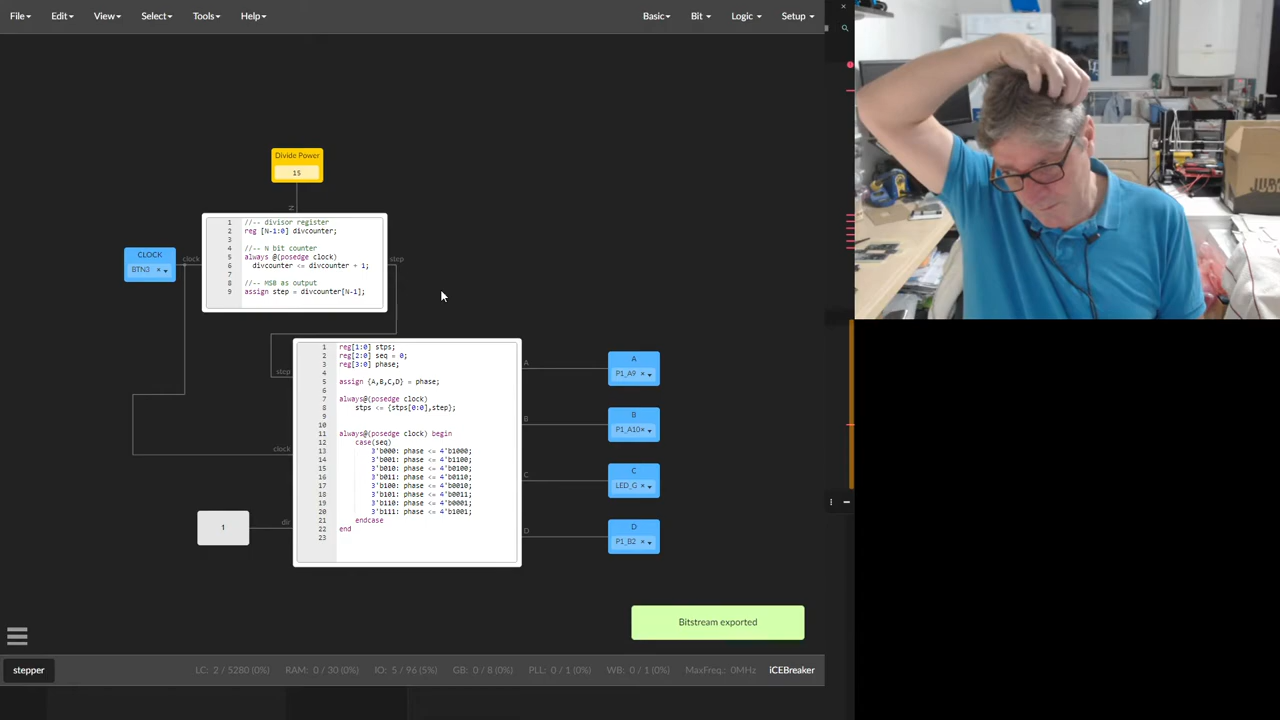 File Edit View Select Tools Help Basic Bit Logic Setup
Divide Power
15
N
1 //-- divisor register
2 reg [N-1:0] divcounter;
3
4 //-- N bit counter
5 always @(posedge clock)
6 divcounter <= divcounter + 1;
7
8 //-- MSB as output
9 assign step = divcounter[N-1];
CLOCK
BTN3
clock
step
1 reg[1:0] stps;
2 reg[2:0] seq = 0;
3 reg[3:0] phase;
4
5 assign {A,B,C,D} = phase;
6
7 always@(posedge clock)
8 stps <= {stps[0:0],step};
9
10
11 always@(posedge clock) begin
12 case(seq)
13 3'b000: phase <= 4'b1000;
14 3'b001: phase <= 4'b1100;
15 3'b010: phase <= 4'b0100;
16 3'b011: phase <= 4'b0110;
17 3'b100: phase <= 4'b0010;
18 3'b101: phase <= 4'b0011;
19 3'b110: phase <= 4'b0001;
20 3'b111: phase <= 4'b1001;
21 endcase
22 end
23
step
clock
dir
1
A
A
P1_A9
B
B
P1_A10
C
C
LED_G
D
D
P1_B2
Bitstream exported
stepper LC: 2 / 5280 (0%) RAM: 0 / 30 (0%) IO: 5 / 96 (5%) GB: 0 / 8 (0%) PLL: 0 / 1 (0%) WB: 0 / 1 (0%) MaxFreq.: 0MHz iCEBreaker